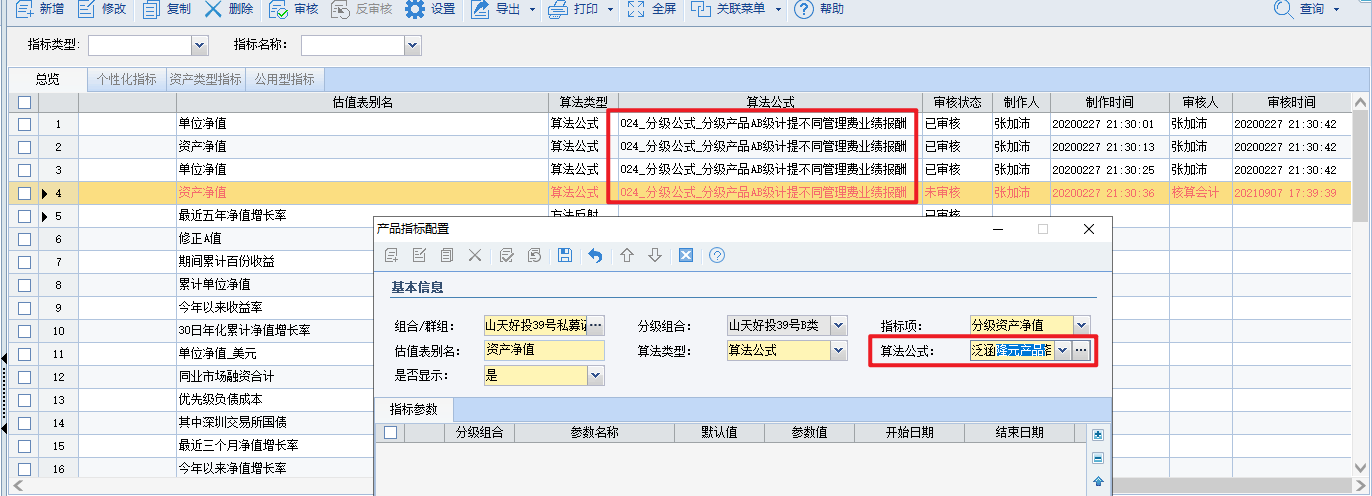 新增 修改 复制 删除 审核 反审核 设置 导出 打印 全屏 关联菜单 帮助 查询
指标类型: 指标名称:
总览 个性化指标 资产类型指标 公用型指标
估值表别名 算法类型 算法公式 审核状态 制作人 制作时间 审核人 审核时间
1 单位净值 算法公式 024_分级公式_分级产品AB级计提不同管理费业绩报酬 已审核 张加沛 20200227 21:30:01 张加沛 20200227 21:30:42
2 资产净值 算法公式 024_分级公式_分级产品AB级计提不同管理费业绩报酬 已审核 张加沛 20200227 21:30:13 张加沛 20200227 21:30:42
3 单位净值 算法公式 024_分级公式_分级产品AB级计提不同管理费业绩报酬 已审核 张加沛 20200227 21:30:25 张加沛 20200227 21:30:42
4 资产净值 算法公式 024_分级公式_分级产品AB级计提不同管理费业绩报酬 未审核 张加沛 20200227 21:30:36 核算会计 20210907 17:39:39
5 最近五年净值增长率 方法反射 已审核
6 修正A值
7 期间累计百份收益
8 累计单位净值
9 今年以来收益率
10 30日年化累计净值增长率
11 单位净值_美元
12 同业市场融资合计
13 优先级负债成本
14 其中深圳交易所国债
15 最近三个月净值增长率
16 今年以来净值增长率
产品指标配置
基本信息
组合/群组: 山天好投39号私募 分级组合: 山天好投39号B类 指标项: 分级资产净值
估值表别名: 资产净值 算法类型: 算法公式 算法公式: 泛涵隆元产品
是否显示: 是
指标参数
分级组合 参数名称 默认值 参数值 开始日期 结束日期